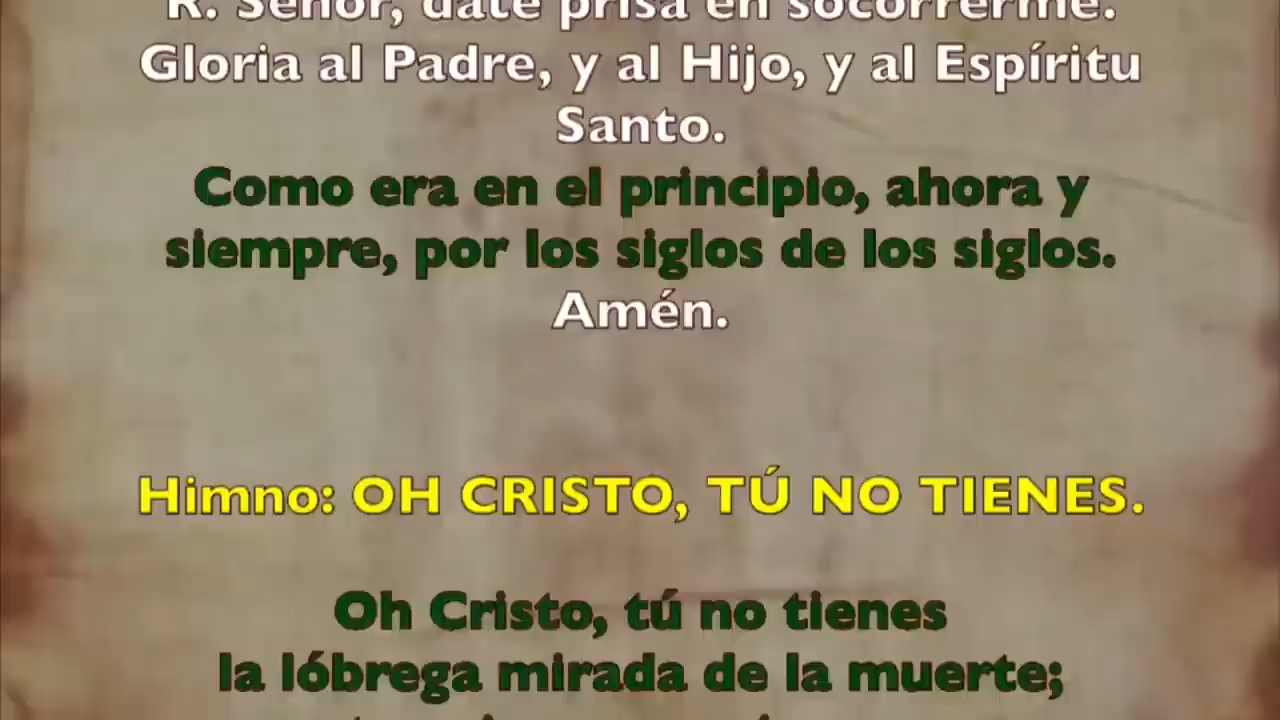 R. Señor, date prisa en socorrerme.
Gloria al Padre, y al Hijo, y al Espíritu
Santo.
Como era en el principio, ahora y
siempre, por los siglos de los siglos.
Amén.
Himno: OH CRISTO, TÚ NO TIENES.
Oh Cristo, tú no tienes
la lóbrega mirada de la muerte;